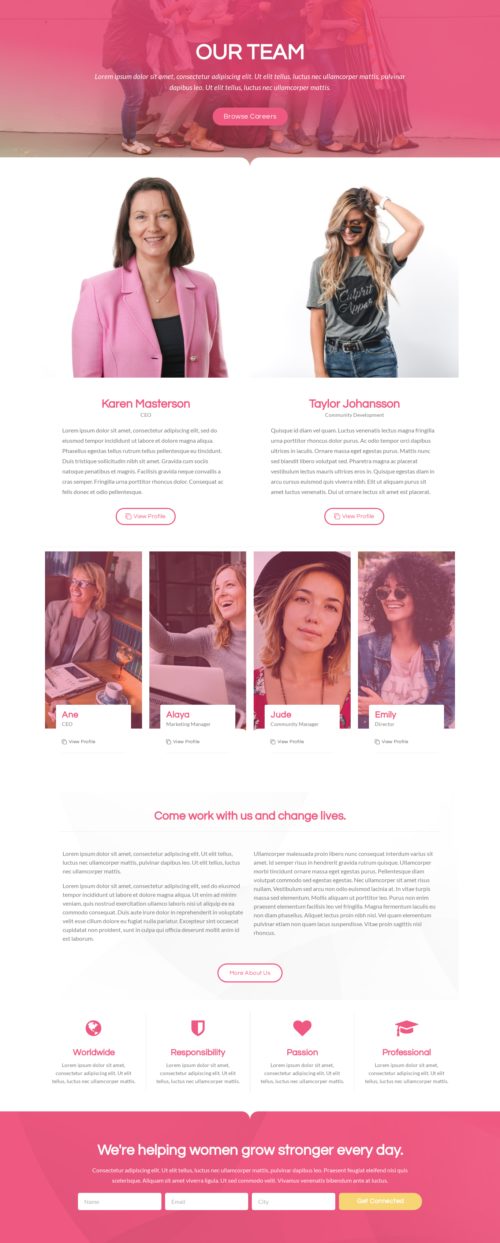 OUR TEAM
Lorem ipsum dolor sit amet, consectetur adipiscing elit. Ut elit tellus, luctus nec ullamcorper mattis, pulvinar
dapibus leo. Ut elit tellus, luctus nec ullamcorper mattis.
Browse Careers
Culprit
Karen Masterson
CEO
Lorem ipsum dolor sit amet, consectetur adipiscing elit, sed do
eiusmod tempor incididunt ut labore et dolore magna aliqua.
Phasellus egestas tellus rutrum tellus pellentesque eu tincidunt.
Duis tristique sollicitudin nibh sit amet. Gravida cum sociis
natoque penatibus et magnis. Facilisis gravida neque convallis a
cras semper. Fringilla urna porttitor rhoncus dolor. Consequat ac
felis donec et odio pellentesque.
View Profile
Taylor Johansson
Community Development
Quisque id diam vel quam. Luctus venenatis lectus magna fringilla
urna porttitor rhoncus dolor purus. Ac odio tempor orci dapibus
ultrices in iaculis. Ornare massa eget egestas purus. Mattis nunc
sed blandit libero volutpat sed. Pharetra magna ac placerat
vestibulum lectus mauris ultrices eros in. Quisque egestas diam in
arcu cursus euismod quis viverra nibh. Elit ut aliquam purus sit
amet luctus venenatis. Dui ut ornare lectus sit amet est placerat.
View Profile
Ane
CEO
View Profile
Alaya
Marketing Manager
View Profile
Jude
Community Manager
View Profile
Emily
Director
View Profile
Come work with us and change lives.
Lorem ipsum dolor sit amet, consectetur adipiscing elit. Ut elit tellus,
luctus nec ullamcorper mattis, pulvinar dapibus leo. Ut elit tellus, luctus
nec ullamcorper mattis.
Lorem ipsum dolor sit amet, consectetur adipiscing elit, sed do eiusmod
tempor incididunt ut labore et dolore magna aliqua. Ut enim ad minim
veniam, quis nostrud exercitation ullamco laboris nisi ut aliquip ex ea
commodo consequat. Duis aute irure dolor in reprehenderit in voluptate
velit esse cillum dolore eu fugiat nulla pariatur. Excepteur sint occaecat
cupidatat non proident, sunt in culpa qui officia deserunt mollit anim id
est laborum.
Ullamcorper malesuada proin libero nunc consequat interdum varius sit
amet. Id semper risus in hendrerit gravida rutrum quisque. Ullamcorper
morbi tincidunt ornare massa eget egestas purus. Pellentesque diam
volutpat commodo sed egestas egestas. Nec ullamcorper sit amet risus
nullam. Vestibulum sed arcu non odio euismod lacinia at. In vitae turpis
massa sed elementum. Mollis aliquam ut porttitor leo. Purus non enim
praesent elementum facilisis leo vel fringilla. Magna fermentum iaculis eu
non diam phasellus. Aliquet lectus proin nibh nisl. Vel quam elementum
pulvinar etiam non quam lacus suspendisse. Vitae proin sagittis nisl
rhoncus.
More About Us
Worldwide
Lorem ipsum dolor sit amet,
consectetur adipiscing elit. Ut elit
tellus, luctus nec ullamcorper mattis.
Responsibility
Lorem ipsum dolor sit amet,
consectetur adipiscing elit. Ut elit
tellus, luctus nec ullamcorper mattis.
Passion
Lorem ipsum dolor sit amet,
consectetur adipiscing elit. Ut elit
tellus, luctus nec ullamcorper mattis.
Professional
Lorem ipsum dolor sit amet,
consectetur adipiscing elit. Ut elit
tellus, luctus nec ullamcorper mattis.
We're helping women grow stronger every day.
Consectetur adipiscing elit. Ut elit tellus, luctus nec ullamcorper mattis, pulvinar dapibus leo. Praesent feugiat eleifend nisi quis
scelerisque. Aliquam sit amet viverra ligula. Ut sed commodo velit. Vivamus venenatis bibendum ante at luctus.
Name
Email
City
Get Connected